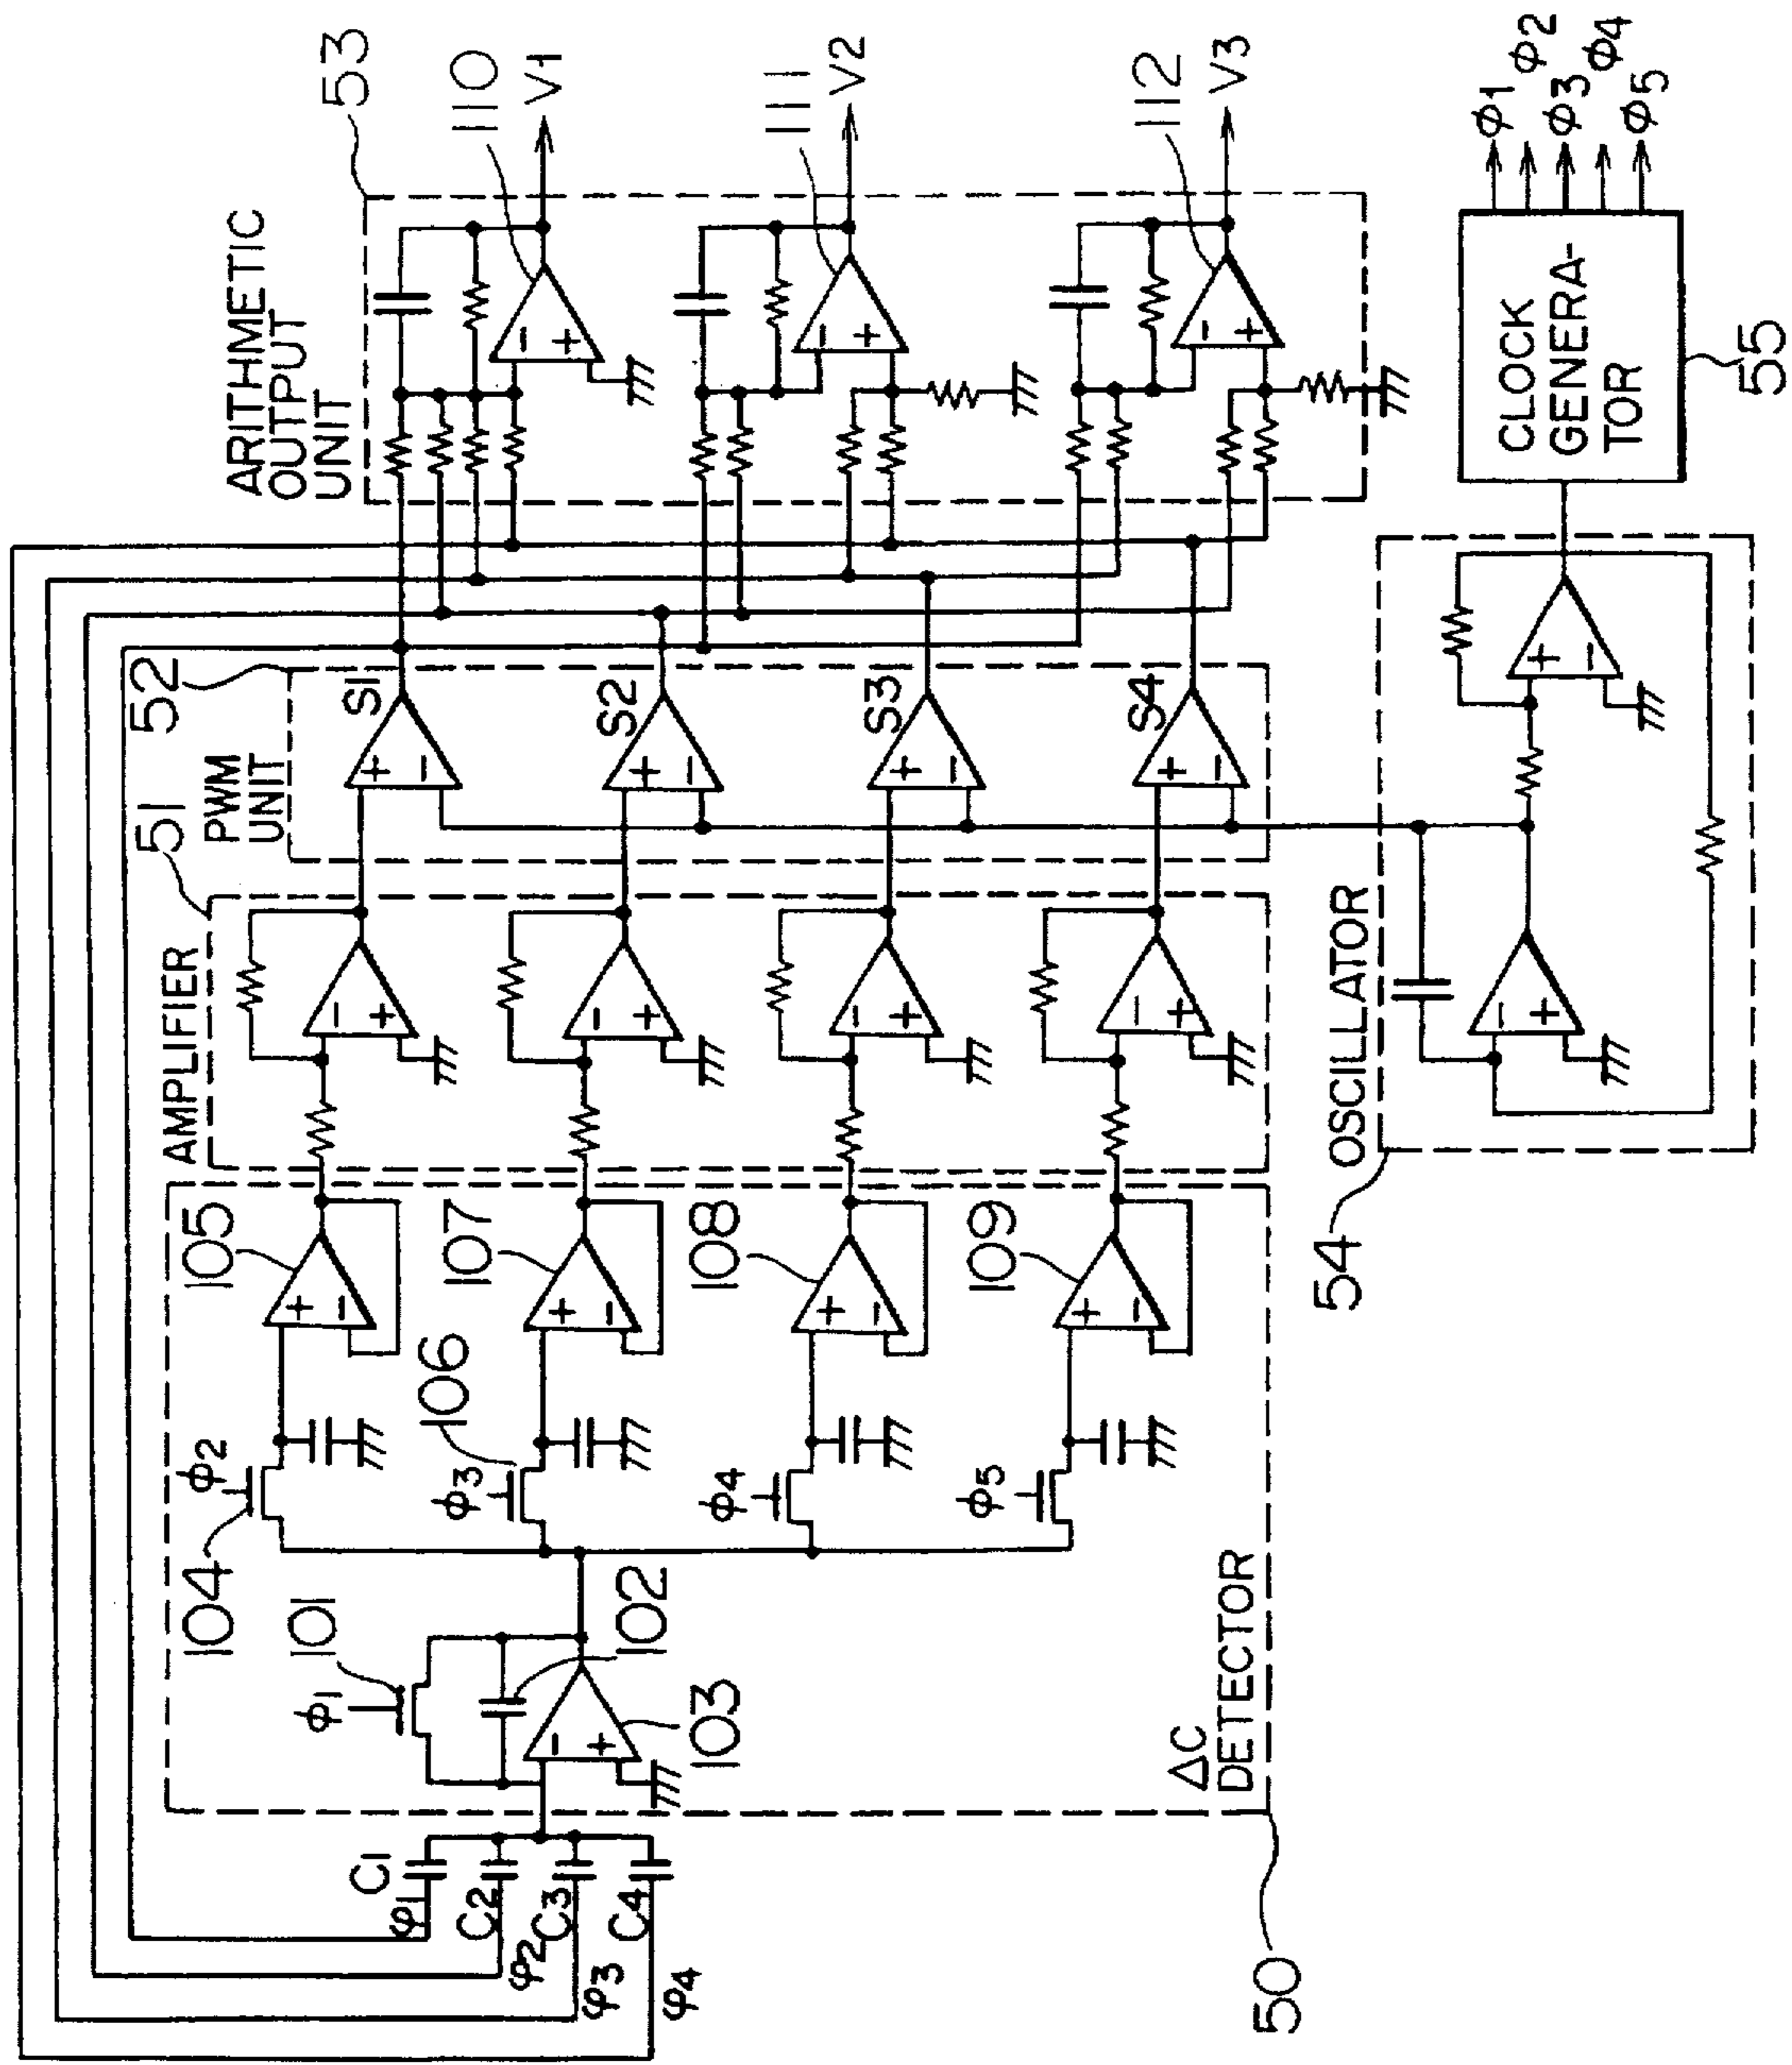 53
ARITHMETIC
OUTPUT
UNIT
110
V1
111
V2
112
V3
−
+
−
+
−
+
52
PWM
UNIT
S1
S2
S3
S4
+
−
+
−
+
−
+
−
51
AMPLIFIER
−
+
−
+
−
+
−
+
ΔC
DETECTOR
50
105
107
108
109
+
−
+
−
+
−
+
−
104
ϕ2
106
ϕ3
ϕ4
ϕ5
101
ϕ1
102
103
−
+
C1
φ1
C2
φ2
C3
φ3
C4
φ4
54
OSCILLATOR
−
+
+
−
CLOCK
GENERA-
TOR
55
ϕ1
ϕ2
ϕ3
ϕ4
ϕ5